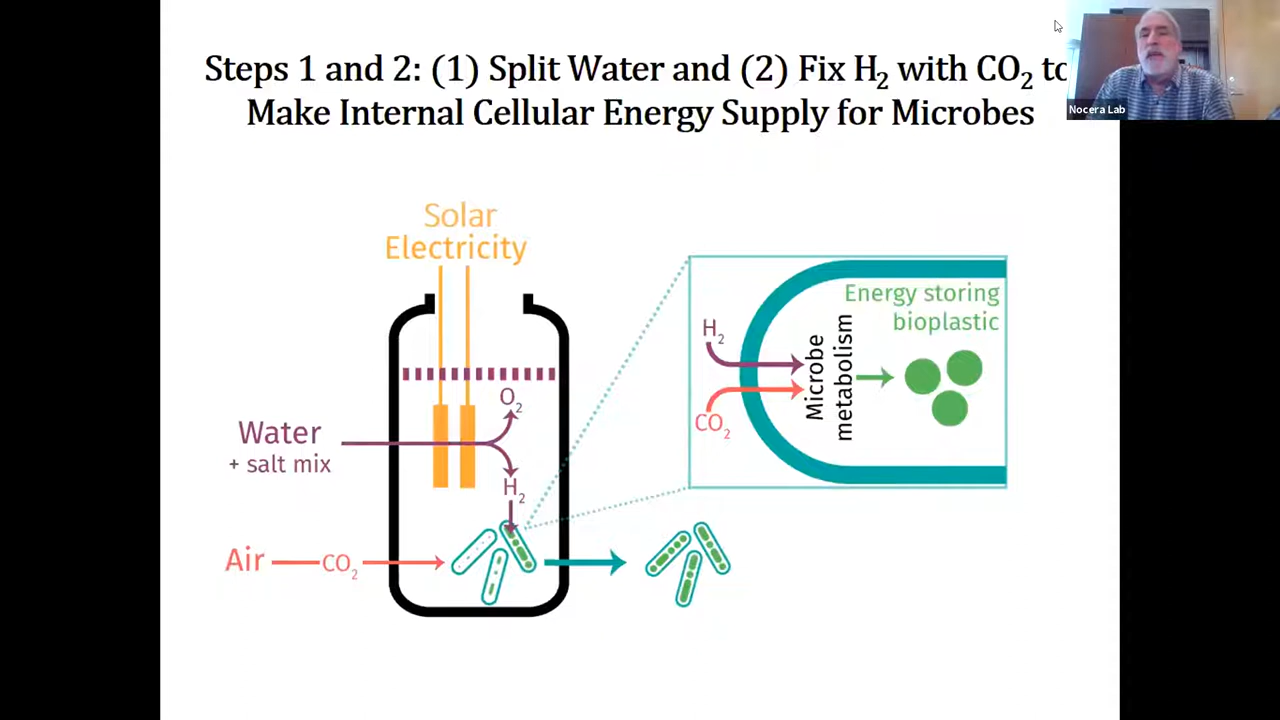 Steps 1 and 2: (1) Split Water and (2) Fix H₂ with CO₂ to
Make Internal Cellular Energy Supply for Microbes
Nocera Lab
Solar
Electricity
Energy storing
bioplastic
H₂
Microbe
metabolism
CO₂
O₂
Water
+ salt mix
H₂
Air
CO₂